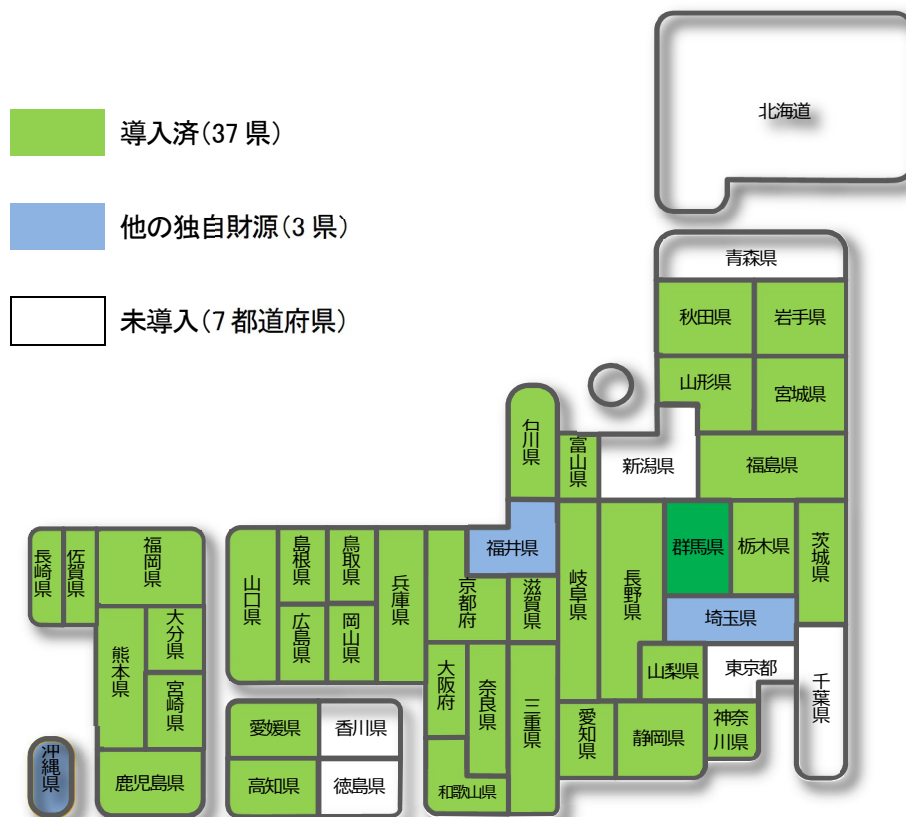 北海道
導入済(37県)
他の独自財源(3県)
未導入(7都道府県)
青森県
秋田県
岩手県
山形県
宮城県
石川県
富山県
新潟県
福島県
福井県
群馬県
栃木県
茨城県
長崎県
佐賀県
福岡県
山口県
島根県
鳥取県
兵庫県
京都府
滋賀県
岐阜県
長野県
埼玉県
広島県
岡山県
熊本県
大分県
宮崎県
大阪府
奈良県
三重県
山梨県
東京都
千葉県
愛媛県
香川県
愛知県
静岡県
神奈
川県
沖縄県
鹿児島県
高知県
徳島県
和歌山県